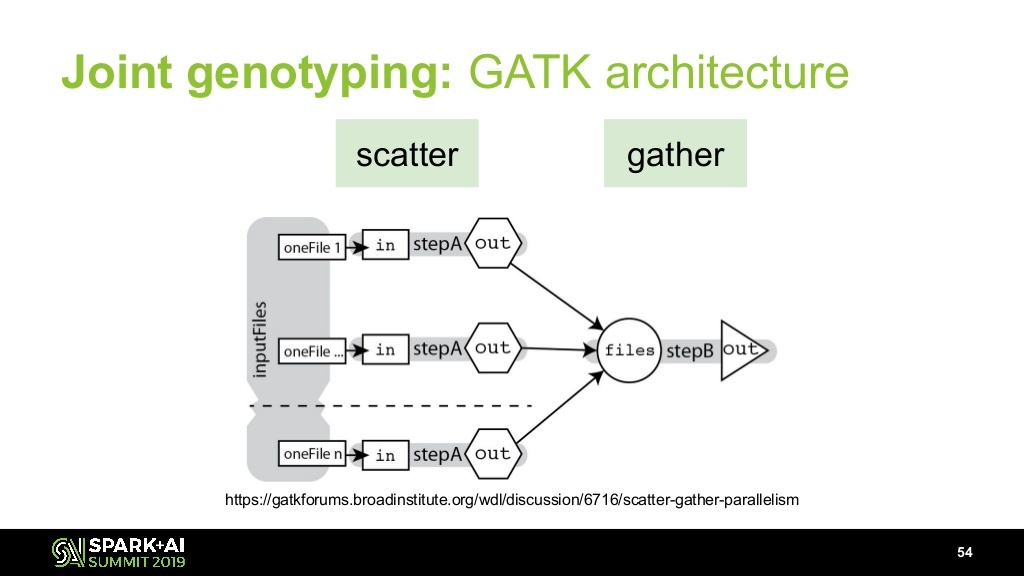 Joint genotyping: GATK architecture
scatter
gather
inputFiles
oneFile 1
in
stepA
out
oneFile ...
in
stepA
out
files
stepB
out
oneFile n
in
stepA
out
https://gatkforums.broadinstitute.org/wdl/discussion/6716/scatter-gather-parallelism
SPARK+AI
SUMMIT 2019
54